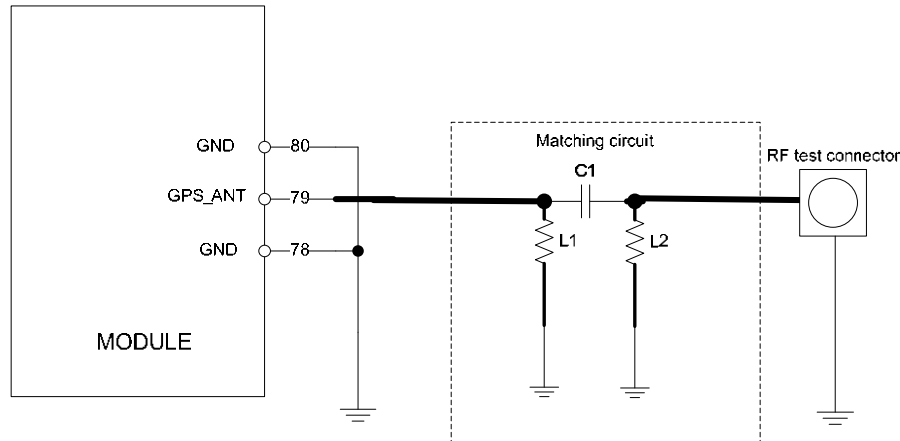 Matching circuit
RF test connector
GND 80
C1
GPS_ANT 79
L1
L2
GND 78
MODULE